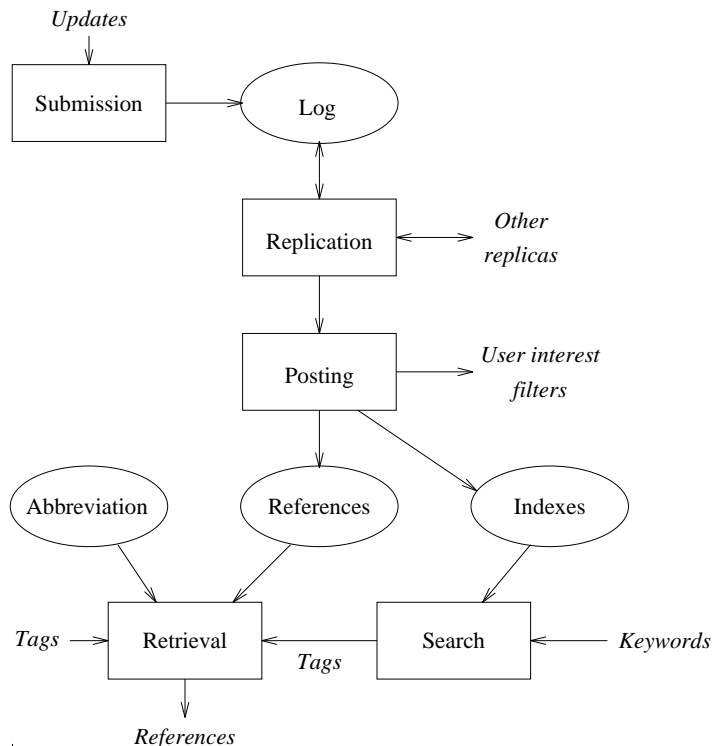 Updates
Submission
Log
Replication
Other
replicas
Posting
User interest
filters
Abbreviation
References
Indexes
Tags
Retrieval
Tags
Search
Keywords
References